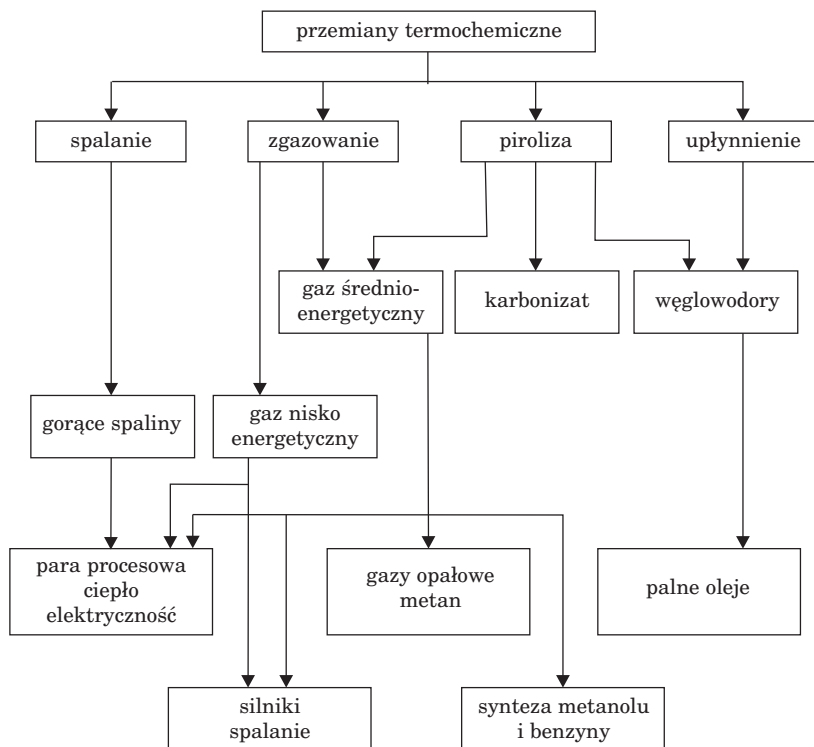 przemiany termochemiczne
spalanie
zgazowanie
piroliza
upłynnienie
gaz średnio-
energetyczny
karbonizat
węglowodory
gorące spaliny
gaz nisko
energetyczny
para procesowa
ciepło
elektryczność
gazy opałowe
metan
palne oleje
silniki
spalanie
synteza metanolu
i benzyny